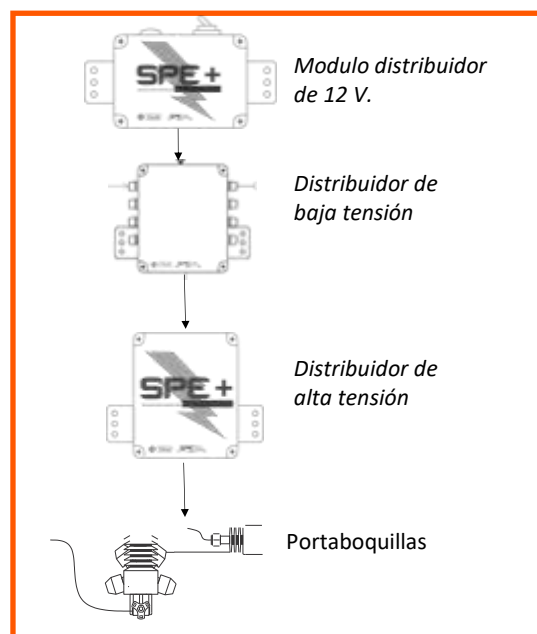 SPE+
Modulo distribuidor
de 12 V.
Distribuidor de
baja tensión
SPE+
Distribuidor de
alta tensión
Portaboquillas